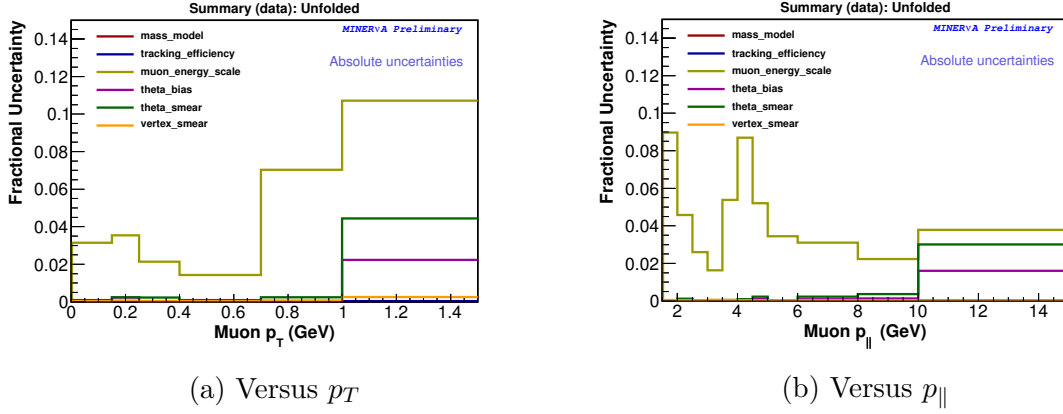 Summary (data): Unfolded
MINERνA Preliminary
Absolute uncertainties
mass_model
tracking_efficiency
muon_energy_scale
theta_bias
theta_smear
vertex_smear
Fractional Uncertainty
0.14
0.12
0.1
0.08
0.06
0.04
0.02
0
0 0.2 0.4 0.6 0.8 1 1.2 1.4
Muon p_T (GeV)
(a) Versus p_T
Summary (data): Unfolded
MINERνA Preliminary
Absolute uncertainties
mass_model
tracking_efficiency
muon_energy_scale
theta_bias
theta_smear
vertex_smear
Fractional Uncertainty
0.14
0.12
0.1
0.08
0.06
0.04
0.02
0
2 4 6 8 10 12 14
Muon p_∥ (GeV)
(b) Versus p_∥